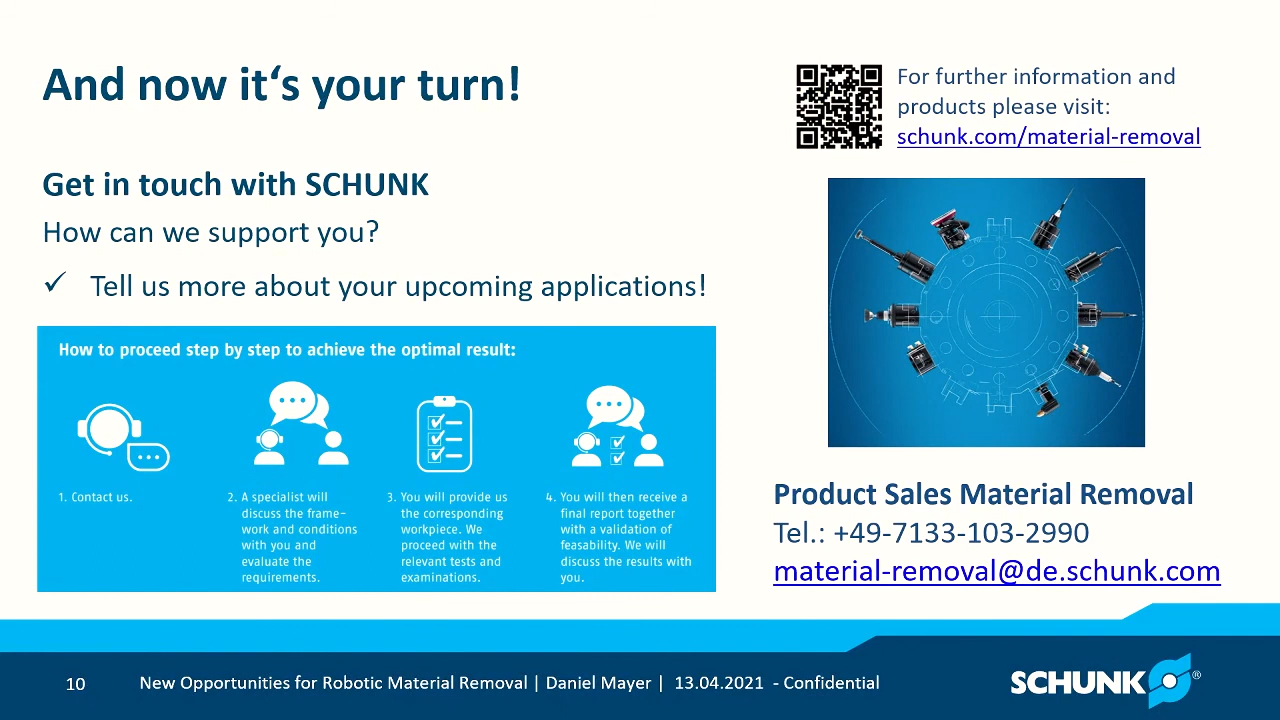 And now it‘s your turn!
For further information and
products please visit:
schunk.com/material-removal
Get in touch with SCHUNK
How can we support you?
✓ Tell us more about your upcoming applications!
How to proceed step by step to achieve the optimal result:
1. Contact us.
2. A specialist will
discuss the frame-
work and conditions
with you and
evaluate the
requirements.
3. You will provide us
the corresponding
workpiece. We
proceed with the
relevant tests and
examinations.
4. You will then receive a
final report together
with a validation of
feasability. We will
discuss the results with
you.
Product Sales Material Removal
Tel.: +49-7133-103-2990
material-removal@de.schunk.com
10
New Opportunities for Robotic Material Removal | Daniel Mayer | 13.04.2021 - Confidential
SCHUNK ®